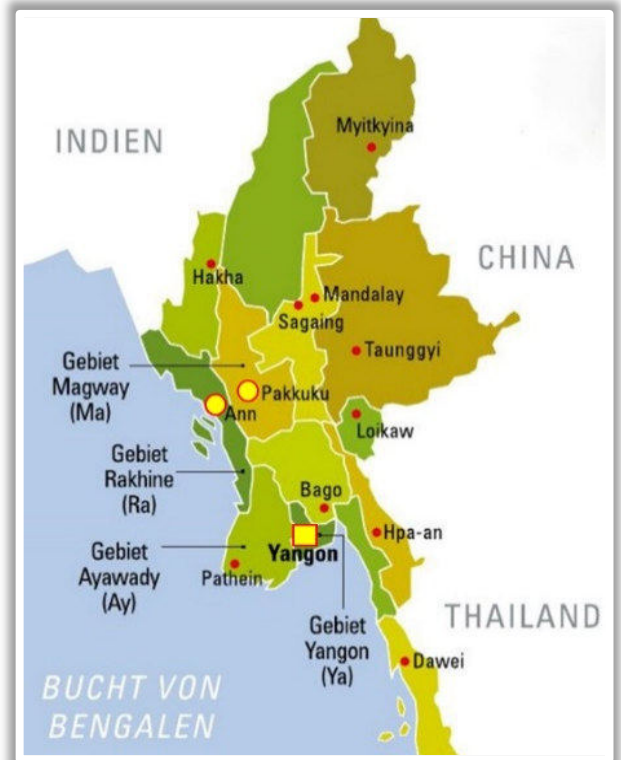 INDIEN
Myitkyina
CHINA
Hakha
Mandalay
Sagaing
Taunggyi
Gebiet
Magway
(Ma)
Pakkuku
Ann
Loikaw
Gebiet
Rakhine
(Ra)
Bago
Hpa-an
Yangon
Gebiet
Ayawady
(Ay)
Pathein
THAILAND
Gebiet
Yangon
(Ya)
Dawei
BUCHT VON
BENGALEN